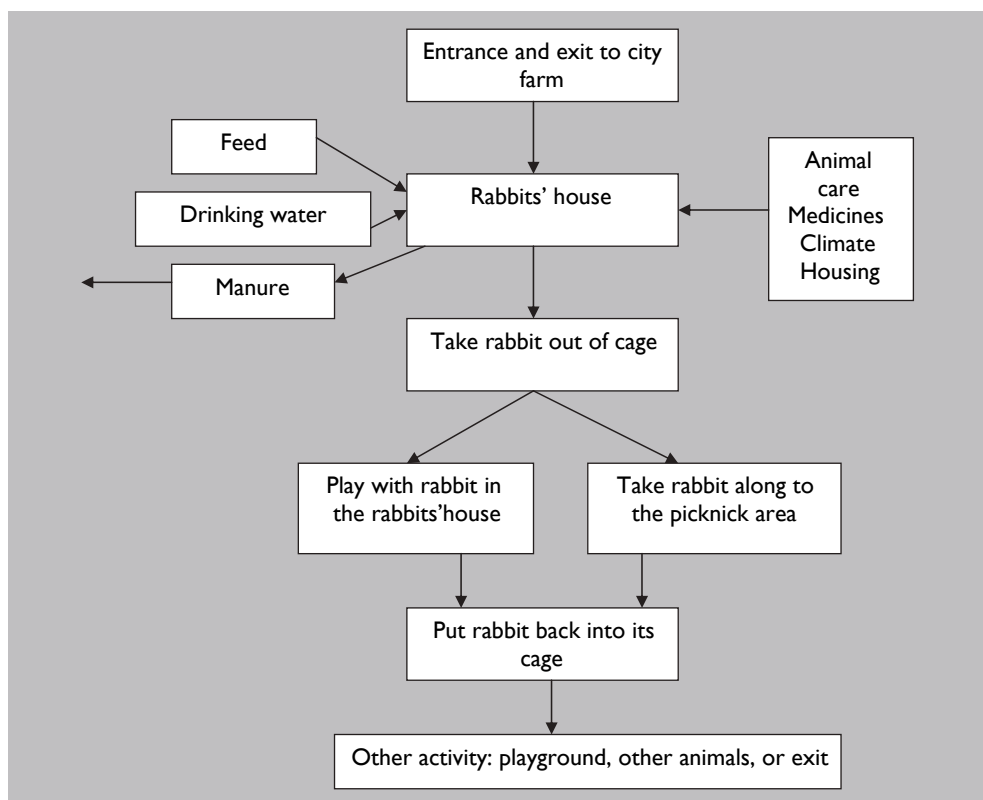 Entrance and exit to city
farm
Feed
Drinking water
Manure
Rabbits’ house
Animal
care
Medicines
Climate
Housing
Take rabbit out of cage
Play with rabbit in
the rabbits’house
Take rabbit along to
the picknick area
Put rabbit back into its
cage
Other activity: playground, other animals, or exit